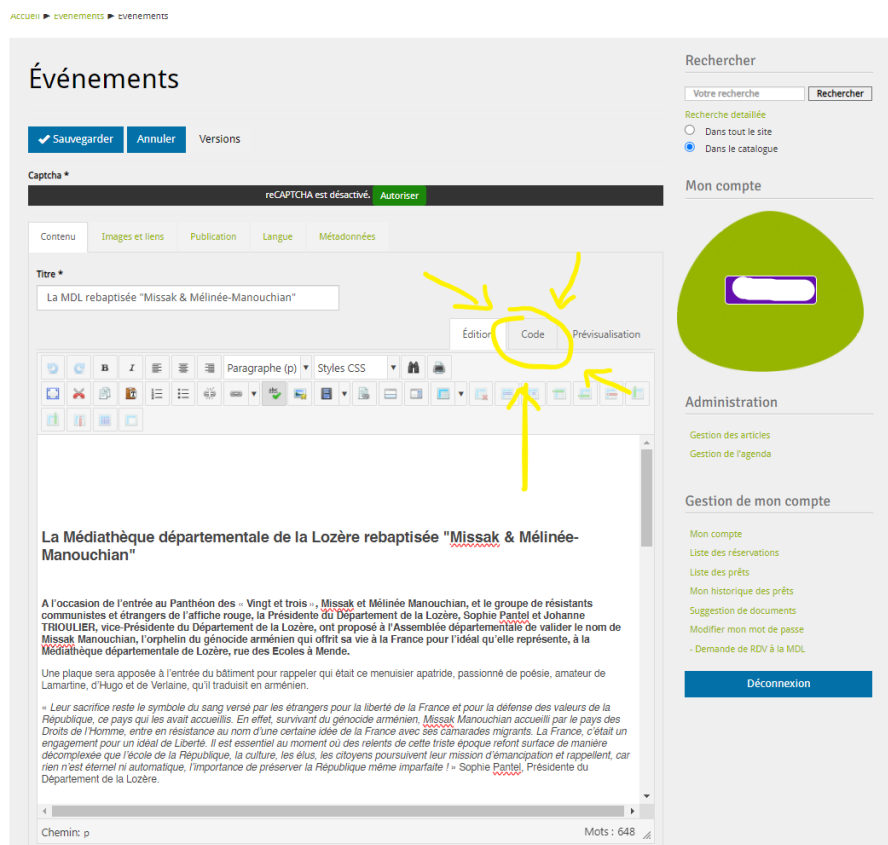 Accueil ▶ Evenements ▶ Evenements
Événements
✔ Sauvegarder Annuler Versions
Captcha *
reCAPTCHA est désactivé. Autoriser
Contenu Images et liens Publication Langue Métadonnées
Titre *
La MDL rebaptisée "Missak & Mélinée-Manouchian"
Édition Code Prévisualisation
B I Paragraphe (p) Styles CSS
abc
La Médiathèque départementale de la Lozère rebaptisée "Missak & Mélinée-
Manouchian"
A l'occasion de l'entrée au Panthéon des « Vingt et trois », Missak et Mélinée Manouchian, et le groupe de résistants
communistes et étrangers de l'affiche rouge, la Présidente du Département de la Lozère, Sophie Pantel et Johanne
TRIOULIER, vice-Présidente du Département de la Lozère, ont proposé à l'Assemblée départementale de valider le nom de
Missak Manouchian, l'orphelin du génocide arménien qui offrit sa vie à la France pour l'idéal qu'elle représente, à la
Médiathèque départementale de Lozère, rue des Ecoles à Mende.
Une plaque sera apposée à l'entrée du bâtiment pour rappeler qui était ce menuisier apatride, passionné de poésie, amateur de
Lamartine, d'Hugo et de Verlaine, qu'il traduisit en arménien.
« Leur sacrifice reste le symbole du sang versé par les étrangers pour la liberté de la France et pour la défense des valeurs de la
République, ce pays qui les avait accueillis. En effet, survivant du génocide arménien, Missak Manouchian accueilli par le pays des
Droits de l'Homme, entre en résistance au nom d'une certaine idée de la France avec ses camarades migrants. La France, c'était un
engagement pour un idéal de Liberté. Il est essentiel au moment où des relents de cette triste époque refont surface de manière
décomplexée que l'école de la République, la culture, les élus, les citoyens poursuivent leur mission d'émancipation et rappellent, car
rien n'est éternel ni automatique, l'importance de préserver la République même imparfaite ! » Sophie Pantel, Présidente du
Département de la Lozère.
Chemin: p Mots : 648
Rechercher
Votre recherche Rechercher
Recherche detaillée
Dans tout le site
Dans le catalogue
Mon compte
Administration
Gestion des articles
Gestion de l'agenda
Gestion de mon compte
Mon compte
Liste des réservations
Liste des prêts
Mon historique des prêts
Suggestion de documents
Modifier mon mot de passe
- Demande de RDV à la MDL
Déconnexion